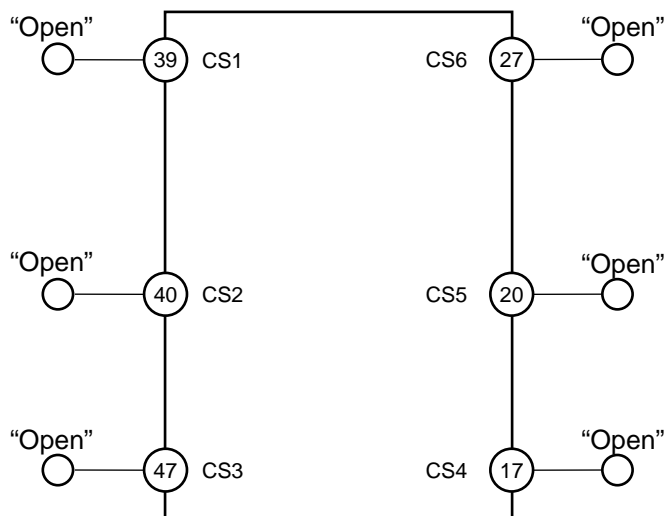 “Open” “Open”
39 CS1 CS6 27
“Open” “Open”
40 CS2 CS5 20
“Open” “Open”
47 CS3 CS4 17